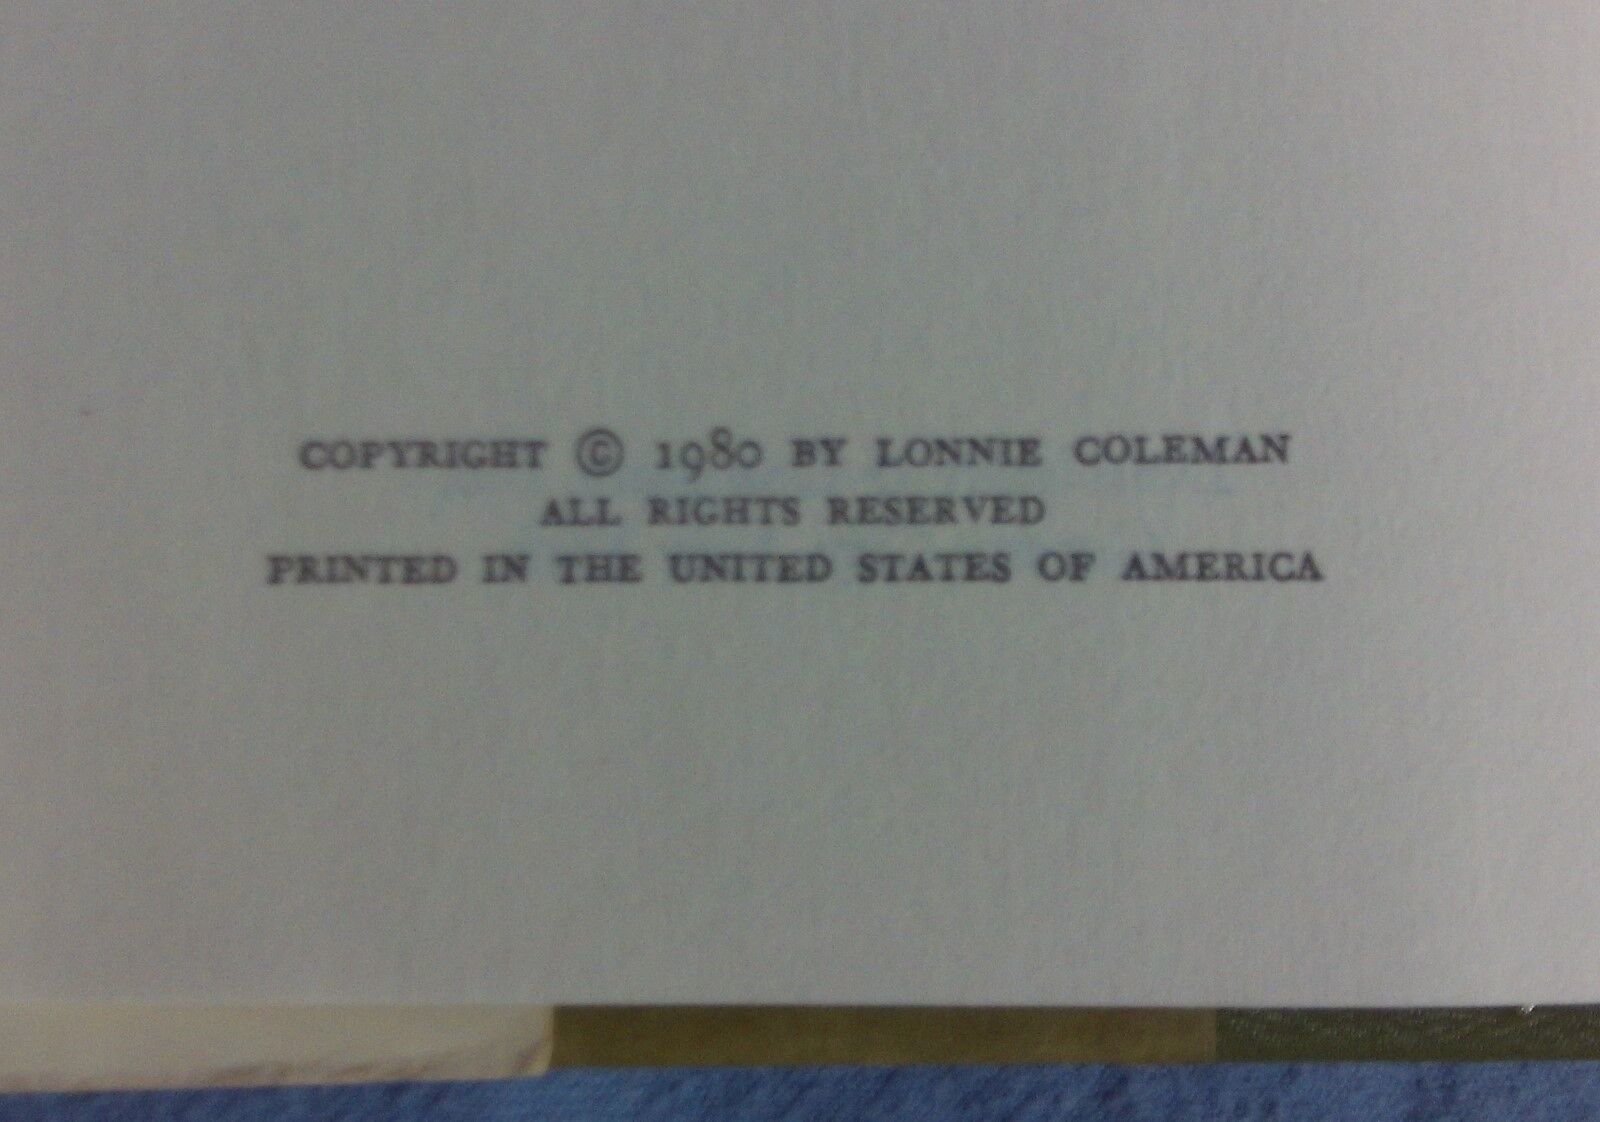 COPYRIGHT © 1980 BY LONNIE COLEMAN
ALL RIGHTS RESERVED
PRINTED IN THE UNITED STATES OF AMERICA